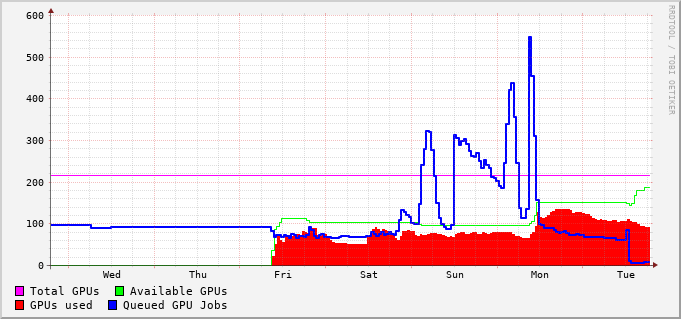 600
500
400
300
200
100
0
Wed Thu Fri Sat Sun Mon Tue
Total GPUs Available GPUs
GPUs used Queued GPU Jobs
RRDTOOL / TOBI OETIKER